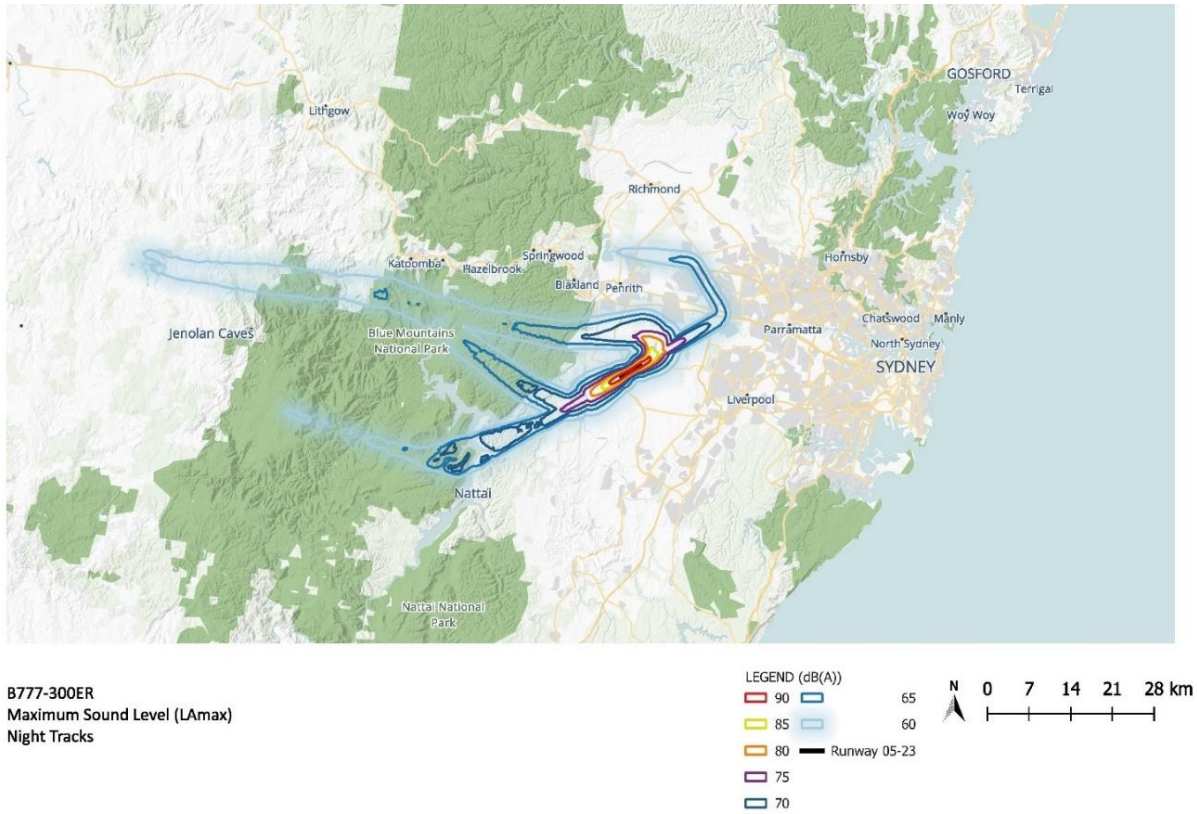 GOSFORD
Terrigal
Woy Woy
Lithgow
Richmond
Katoomba
Hazelbrook
Springwood
Blaxland
Penrith
Hornsby
Jenolan Caves
Blue Mountains
National Park
Parramatta
Chatswood
Manly
North Sydney
SYDNEY
Liverpool
Nattai
Nattai National
Park
B777-300ER
Maximum Sound Level (LAmax)
Night Tracks
LEGEND (dB(A))
90 65
85 60
80 Runway 05-23
75
70
N
0 7 14 21 28 km